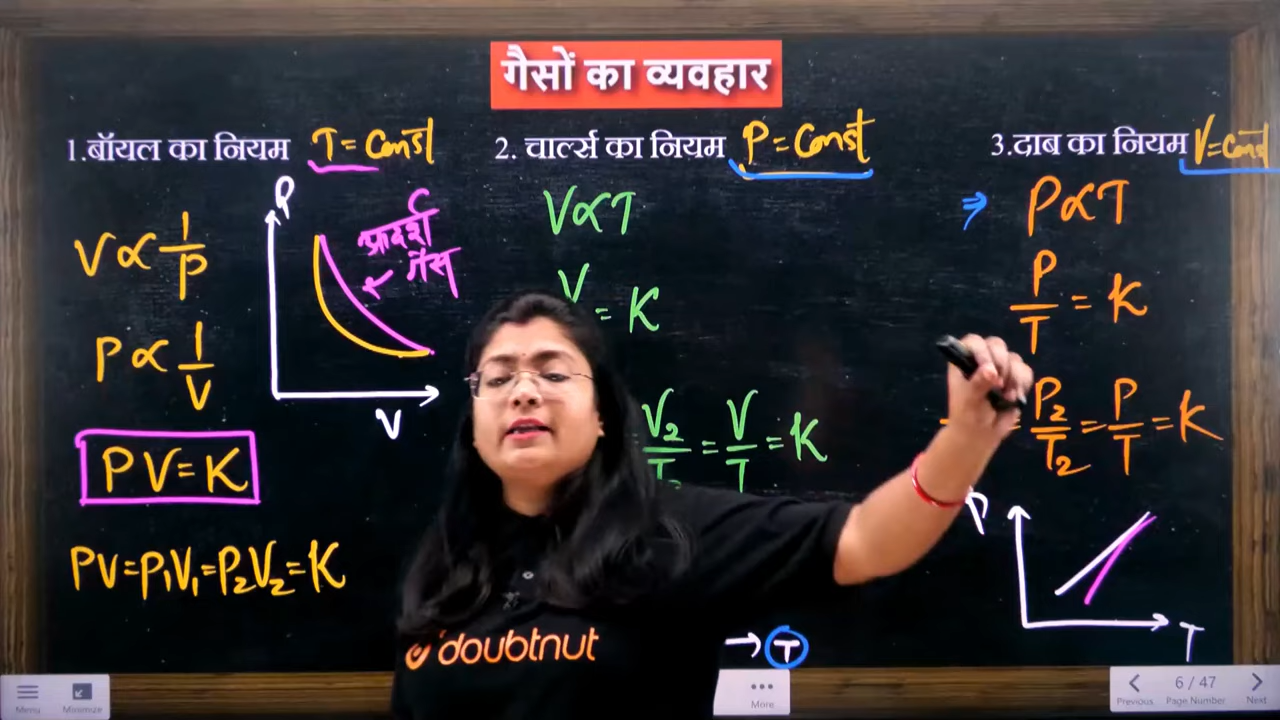 गैसों का व्यवहार
1.बॉयल का नियम T = Const
V ∝ 1/P
P ∝ 1/V
PV = K
PV = P₁V₁ = P₂V₂ = K
P
V
आदर्श
गैस
2. चार्ल्स का नियम P = Const
V ∝ T
V
= K
V₂/T₂ = V/T = K
→ T
3.दाब का नियम V = Const
⇒ P ∝ T
P/T = K
= P₂/T₂ = P/T = K
P
T
doubtnut
Menu
Minimize
More
Previous
6 / 47
Page Number
Next